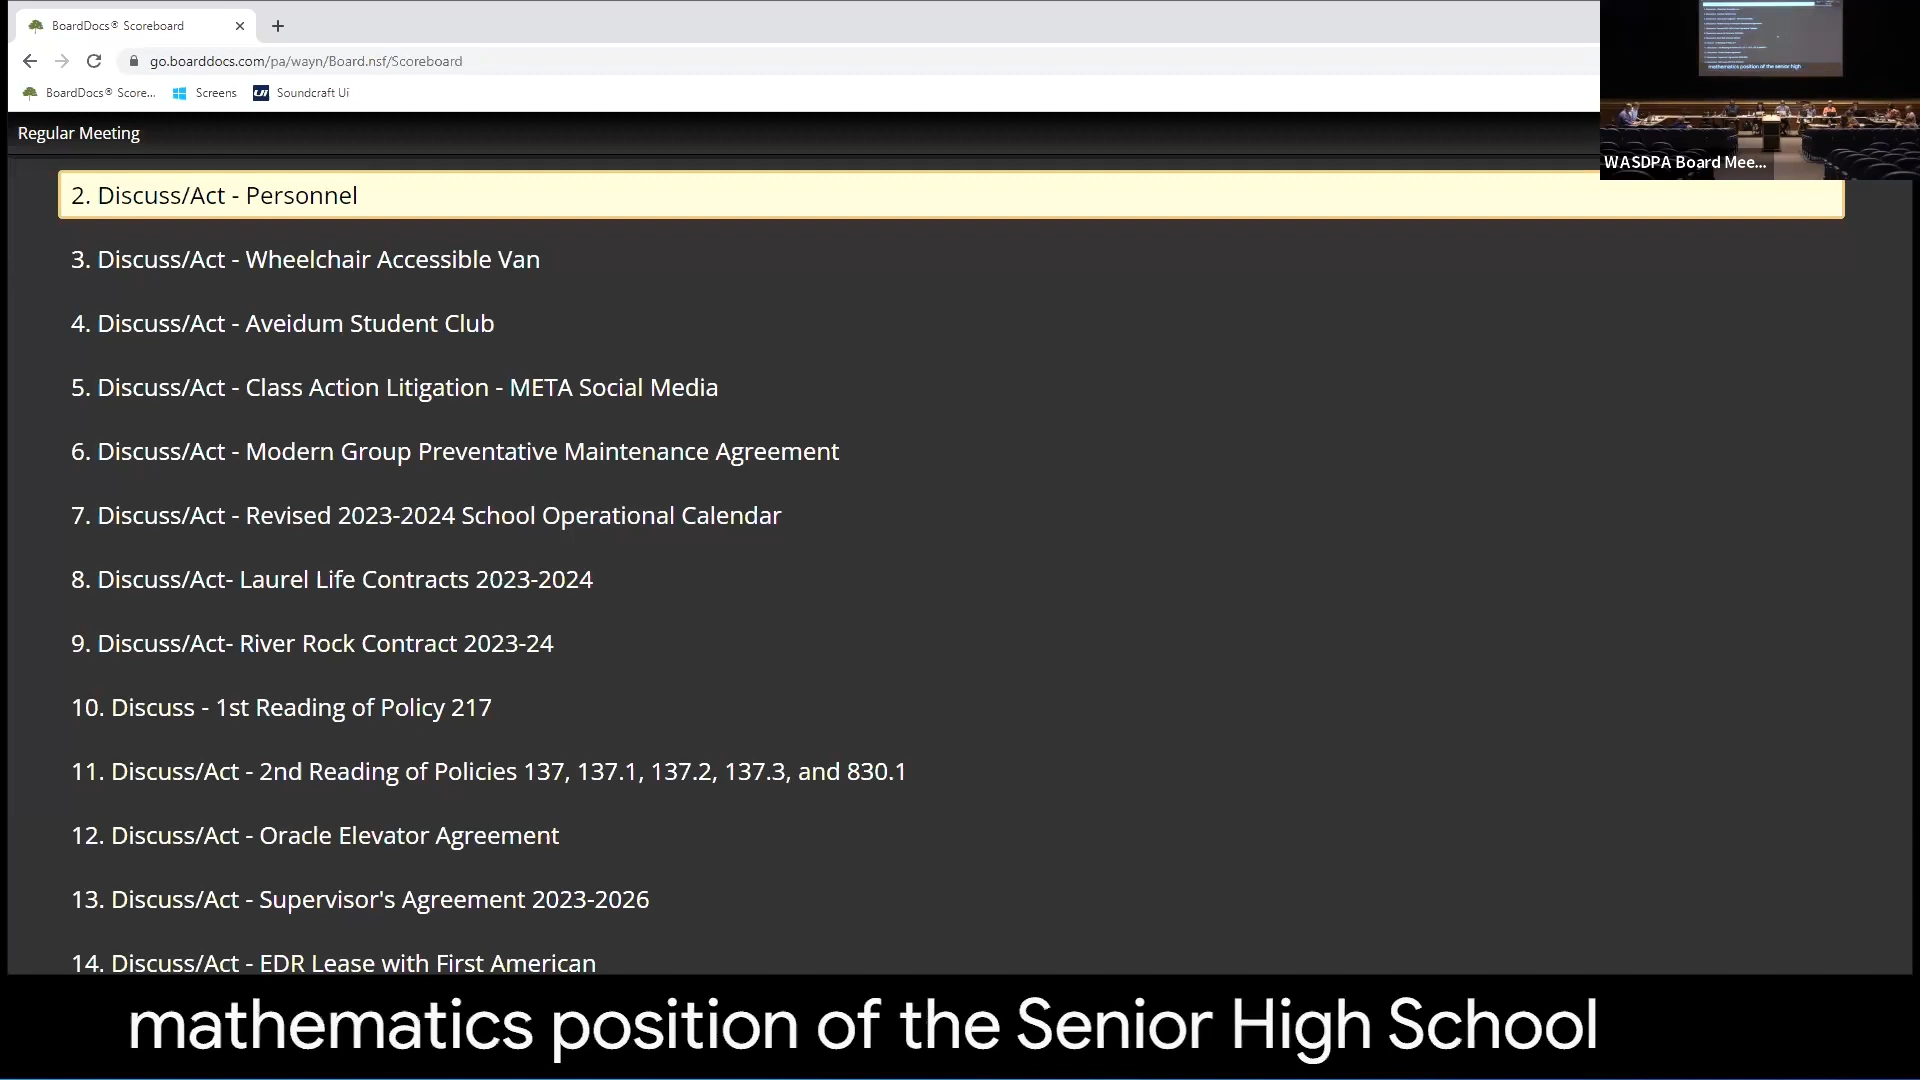 BoardDocs® Scoreboard
go.boarddocs.com/pa/wayn/Board.nsf/Scoreboard
BoardDocs® Score...
Screens
Soundcraft Ui
Regular Meeting
WASDPA Board Mee...
2. Discuss/Act - Personnel
3. Discuss/Act - Wheelchair Accessible Van
4. Discuss/Act - Aveidum Student Club
5. Discuss/Act - Class Action Litigation - META Social Media
6. Discuss/Act - Modern Group Preventative Maintenance Agreement
7. Discuss/Act - Revised 2023-2024 School Operational Calendar
8. Discuss/Act- Laurel Life Contracts 2023-2024
9. Discuss/Act- River Rock Contract 2023-24
10. Discuss - 1st Reading of Policy 217
11. Discuss/Act - 2nd Reading of Policies 137, 137.1, 137.2, 137.3, and 830.1
12. Discuss/Act - Oracle Elevator Agreement
13. Discuss/Act - Supervisor's Agreement 2023-2026
14. Discuss/Act - EDR Lease with First American
mathematics position of the Senior High School
mathematics position of the senior high